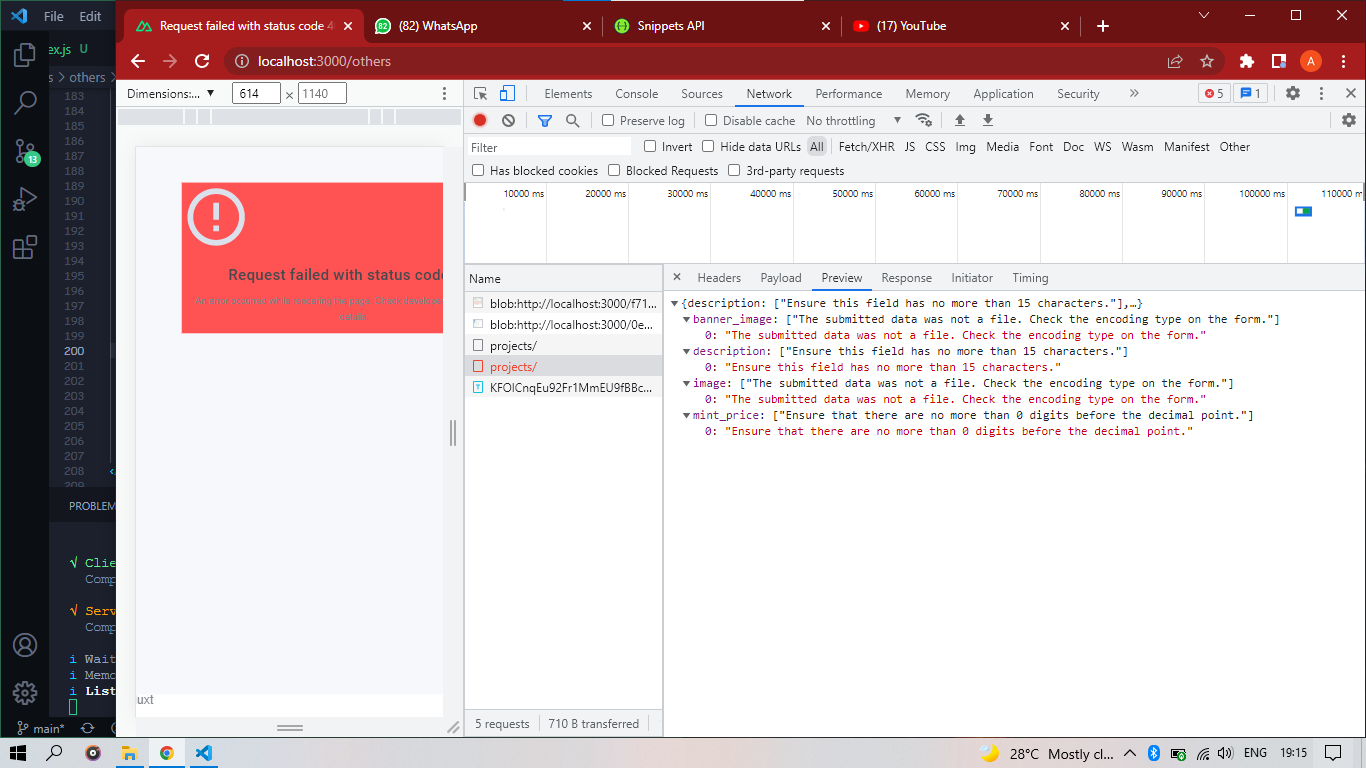 File Edit
Request failed with status code 4
(82) WhatsApp
Snippets API
(17) YouTube
ex.js U
localhost:3000/others
A
s > others >
Dimensions:... 614 × 1140
Elements Console Sources Network Performance Memory Application Security
5 1
Preserve log Disable cache No throttling
Filter Invert Hide data URLs All Fetch/XHR JS CSS Img Media Font Doc WS Wasm Manifest Other
Has blocked cookies Blocked Requests 3rd-party requests
10000 ms 20000 ms 30000 ms 40000 ms 50000 ms 60000 ms 70000 ms 80000 ms 90000 ms 100000 ms 110000 m
183
184
185
186
187
188
189
190
191
192
193
194
195
196
197
198
199
200
201
202
203
204
205
206
207
208
209
13
Request failed with status code
Name
blob:http://localhost:3000/f71...
blob:http://localhost:3000/0e...
projects/
projects/
KFOlCnqEu92Fr1MmEU9fBBc...
Headers Payload Preview Response Initiator Timing
{description: ["Ensure this field has no more than 15 characters."],…}
banner_image: ["The submitted data was not a file. Check the encoding type on the form."]
0: "The submitted data was not a file. Check the encoding type on the form."
description: ["Ensure this field has no more than 15 characters."]
0: "Ensure this field has no more than 15 characters."
image: ["The submitted data was not a file. Check the encoding type on the form."]
0: "The submitted data was not a file. Check the encoding type on the form."
mint_price: ["Ensure that there are no more than 0 digits before the decimal point."]
0: "Ensure that there are no more than 0 digits before the decimal point."
PROBLEM
√ Clie
Comp
√ Serv
Comp
i Wait
i Memo
i List
uxt
5 requests 710 B transferred
main*
28°C Mostly cl... ENG 19:15